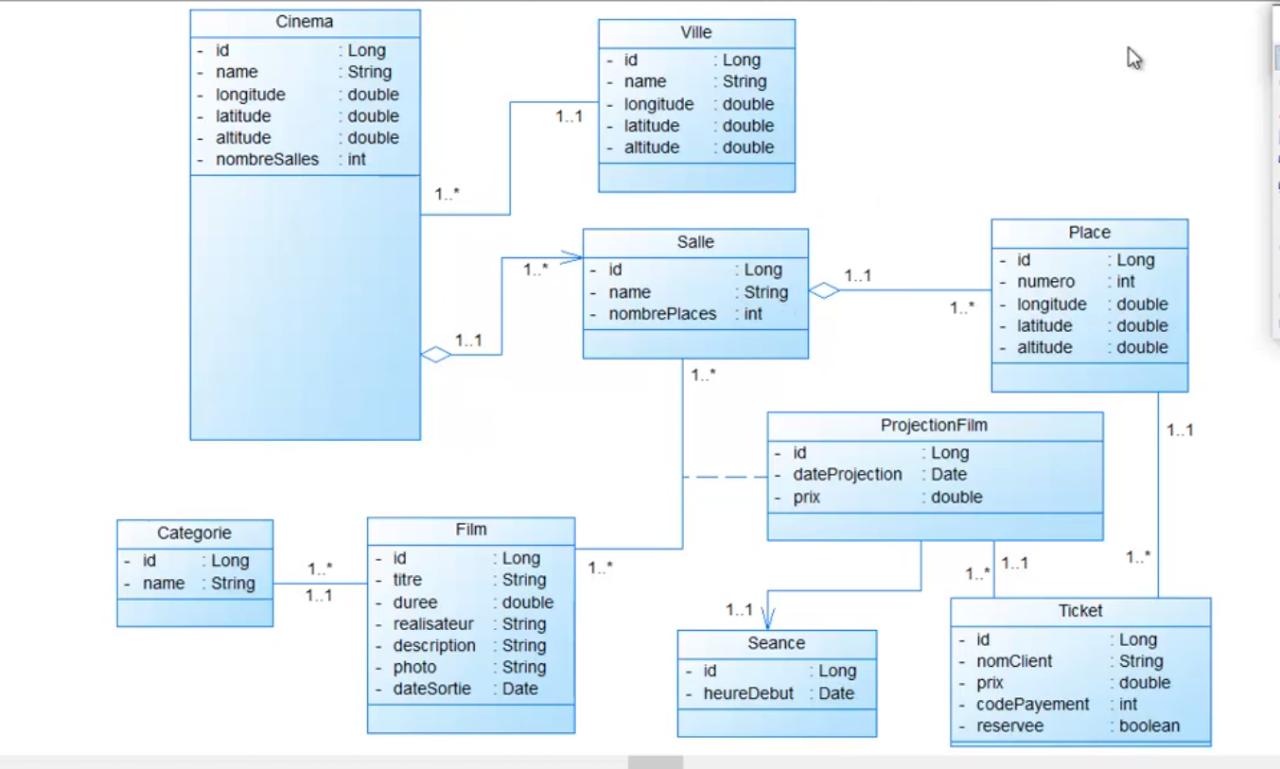 Cinema
- id : Long
- name : String
- longitude : double
- latitude : double
- altitude : double
- nombreSalles : int
1..*
1..1
Ville
- id : Long
- name : String
- longitude : double
- latitude : double
- altitude : double
1..1
1..*
Salle
- id : Long
- name : String
- nombrePlaces : int
1..1
1..*
1..*
Place
- id : Long
- numero : int
- longitude : double
- latitude : double
- altitude : double
1..1
1..*
ProjectionFilm
- id : Long
- dateProjection : Date
- prix : double
1..*
1..1
1..1
Categorie
- id : Long
- name : String
1..*
1..1
Film
- id : Long
- titre : String
- duree : double
- realisateur : String
- description : String
- photo : String
- dateSortie : Date
1..*
Seance
- id : Long
- heureDebut : Date
Ticket
- id : Long
- nomClient : String
- prix : double
- codePayement : int
- reservee : boolean